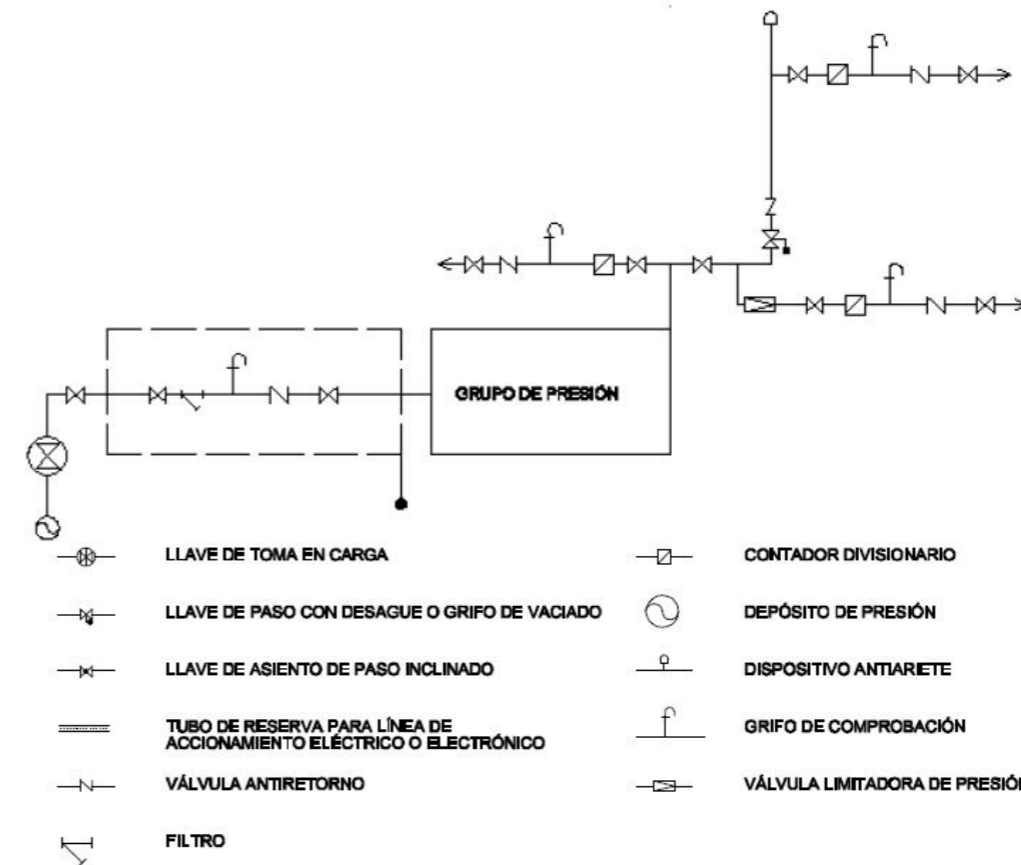 GRUPO DE PRESIÓN
LLAVE DE TOMA EN CARGA
LLAVE DE PASO CON DESAGUE O GRIFO DE VACIADO
LLAVE DE ASIENTO DE PASO INCLINADO
TUBO DE RESERVA PARA LÍNEA DE
ACCIONAMIENTO ELÉCTRICO O ELECTRÓNICO
VÁLVULA ANTIRETORNO
FILTRO
CONTADOR DIVISIONARIO
DEPÓSITO DE PRESIÓN
DISPOSITIVO ANTIARIETE
GRIFO DE COMPROBACIÓN
VÁLVULA LIMITADORA DE PRESIÓN